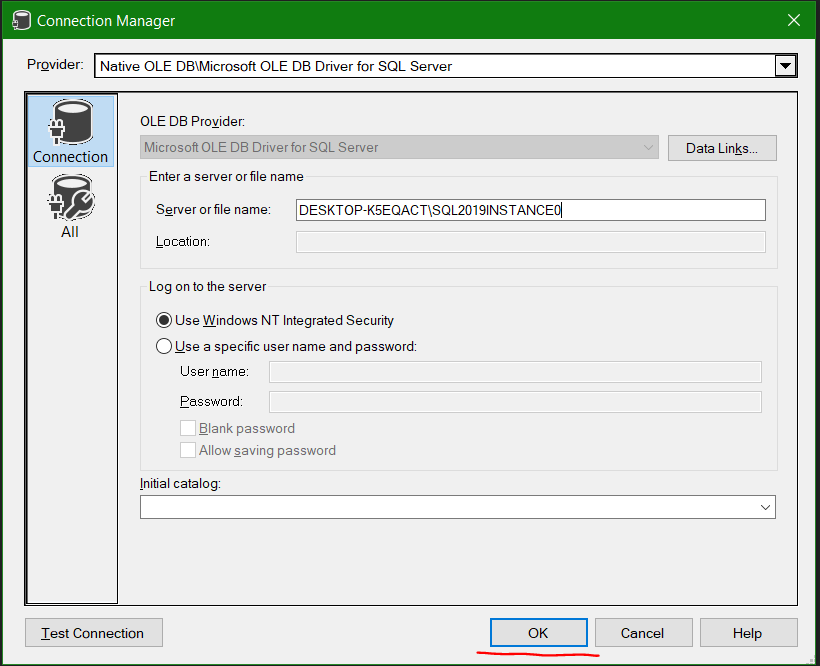 Connection Manager
Provider: Native OLE DB\Microsoft OLE DB Driver for SQL Server
Connection
All
OLE DB Provider:
Microsoft OLE DB Driver for SQL Server
Data Links...
Enter a server or file name
Server or file name: DESKTOP-K5EQACT\SQL2019INSTANCE0
Location:
Log on to the server
Use Windows NT Integrated Security
Use a specific user name and password:
User name:
Password:
Blank password
Allow saving password
Initial catalog:
Test Connection OK Cancel Help